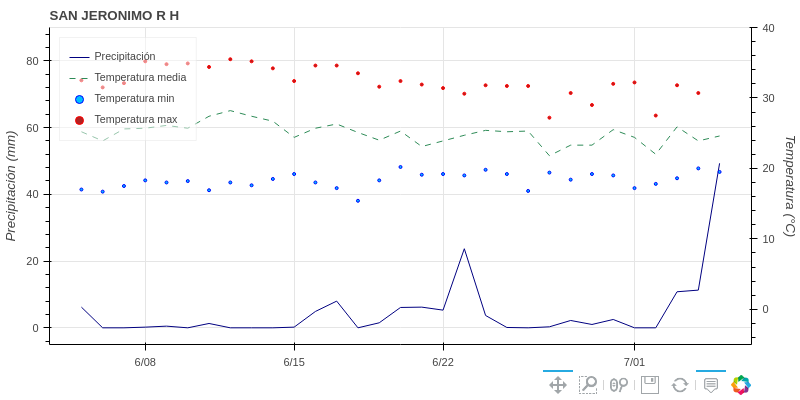 SAN JERONIMO R H
Precipitación
Temperatura media
Temperatura min
Temperatura max
Precipitación (mm)
80
60
40
20
0
40
30
20
10
0
Temperatura (°C)
6/08
6/15
6/22
7/01